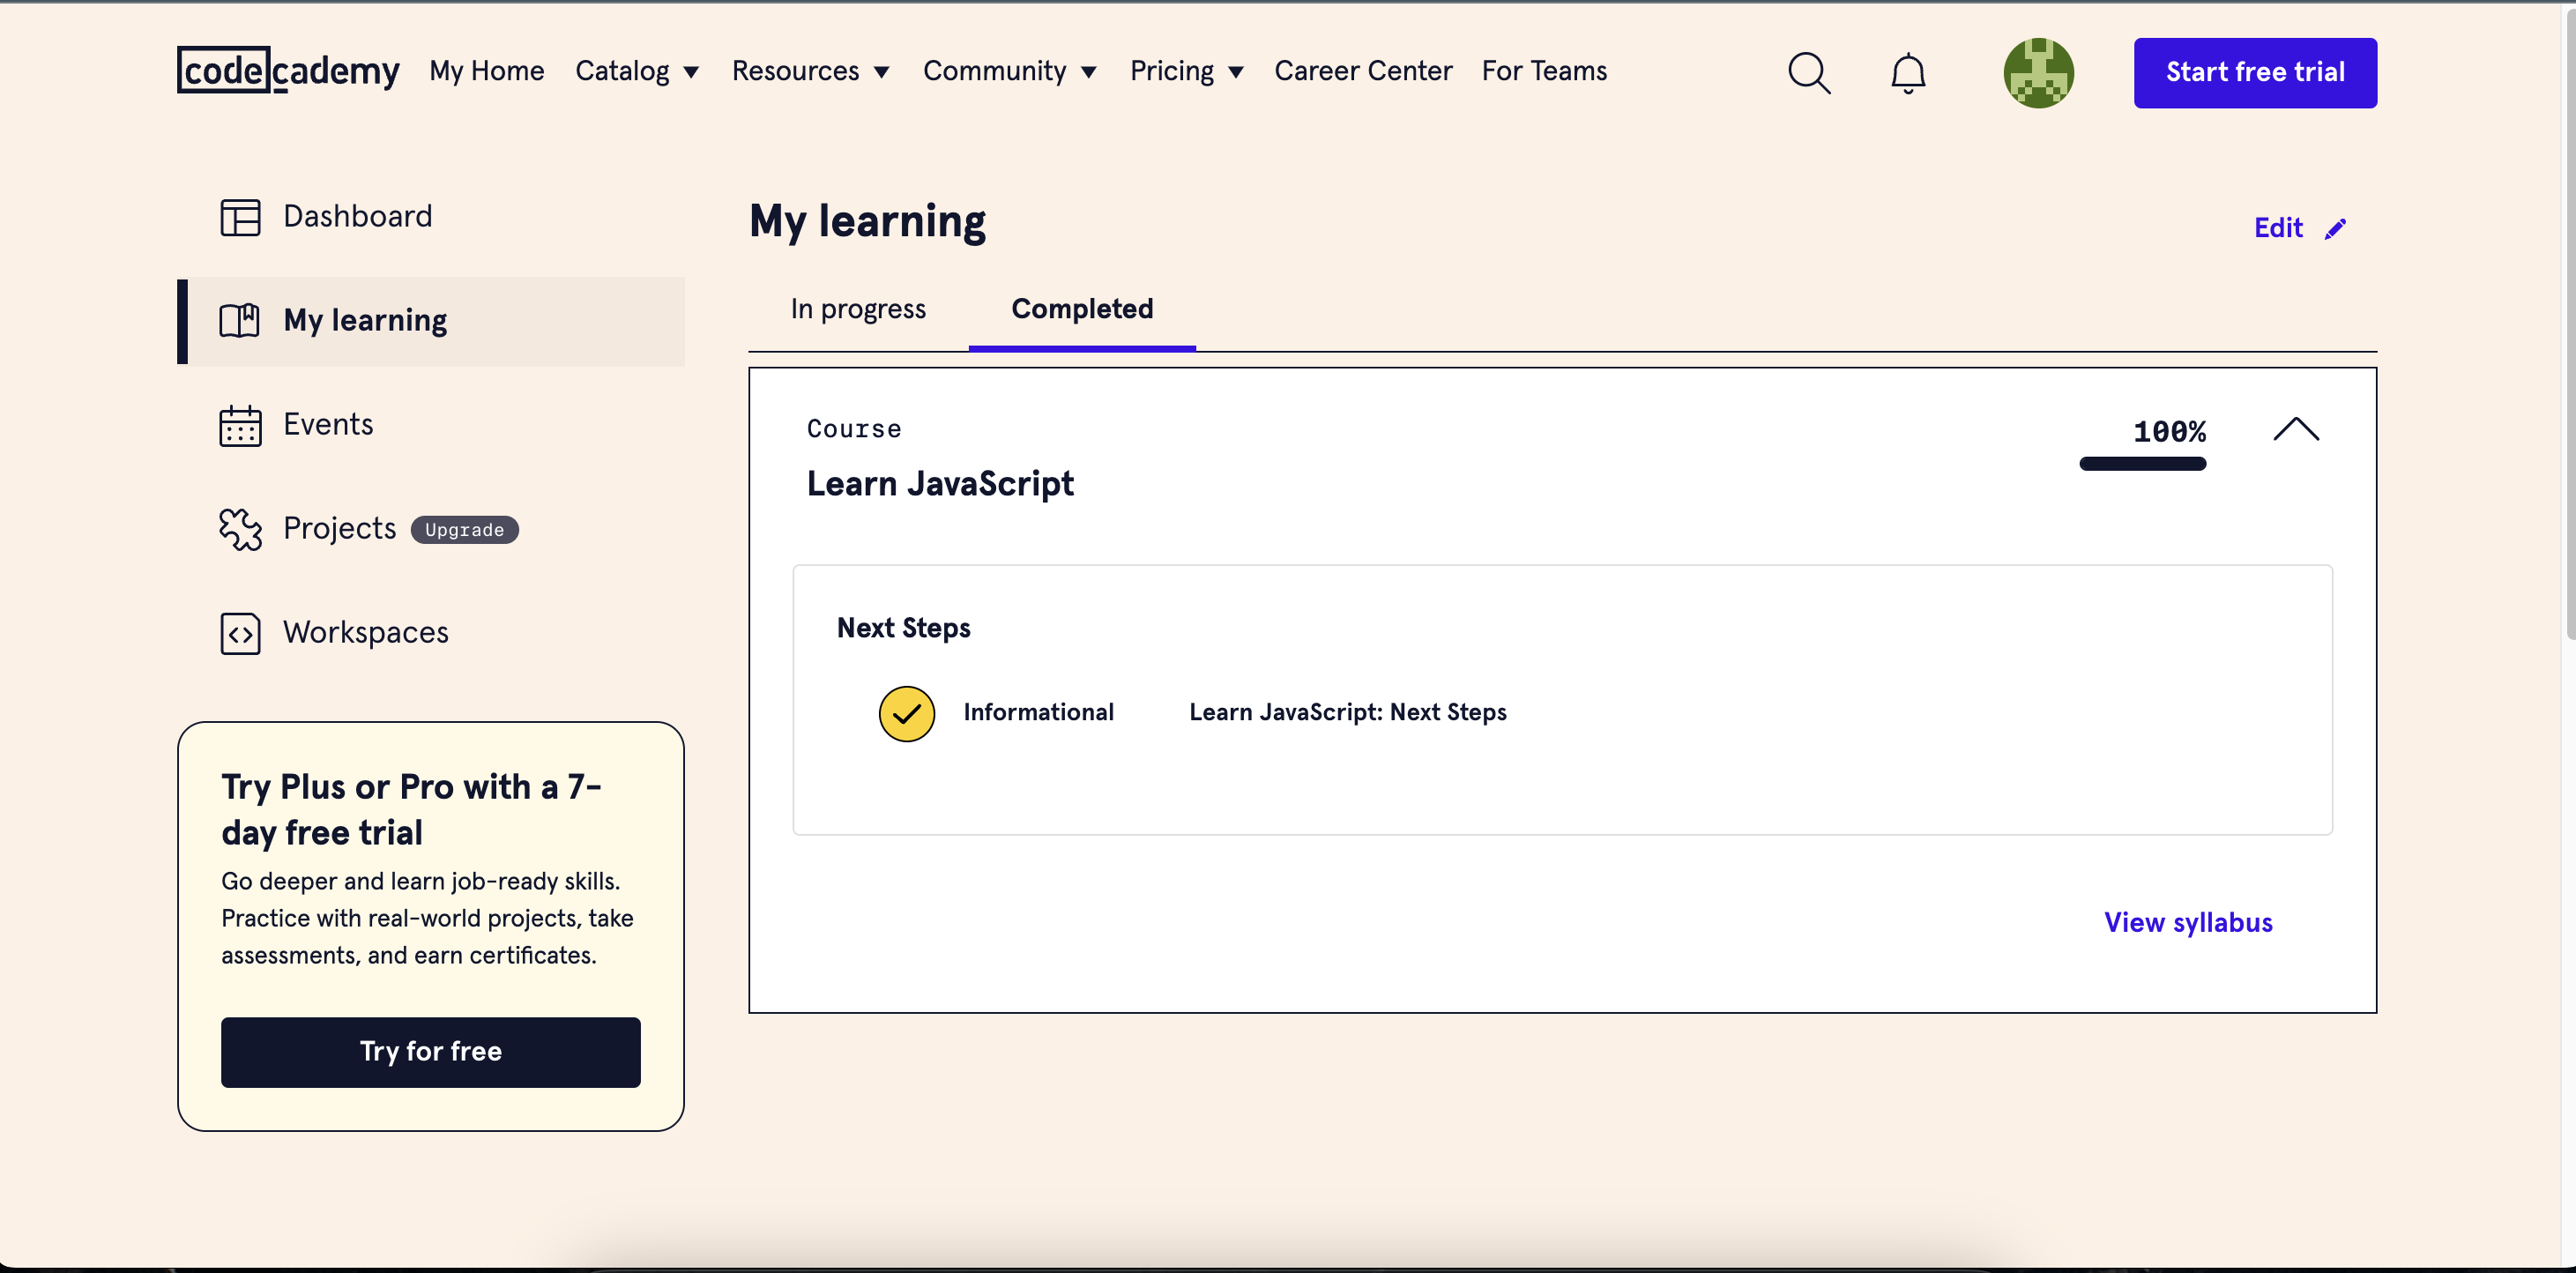 codecademy My Home Catalog Resources Community Pricing Career Center For Teams Start free trial
Dashboard
My learning
Events
Projects Upgrade
Workspaces
Try Plus or Pro with a 7-
day free trial
Go deeper and learn job-ready skills.
Practice with real-world projects, take
assessments, and earn certificates.
Try for free
My learning
Edit
In progress Completed
Course
100%
Learn JavaScript
Next Steps
Informational Learn JavaScript: Next Steps
View syllabus